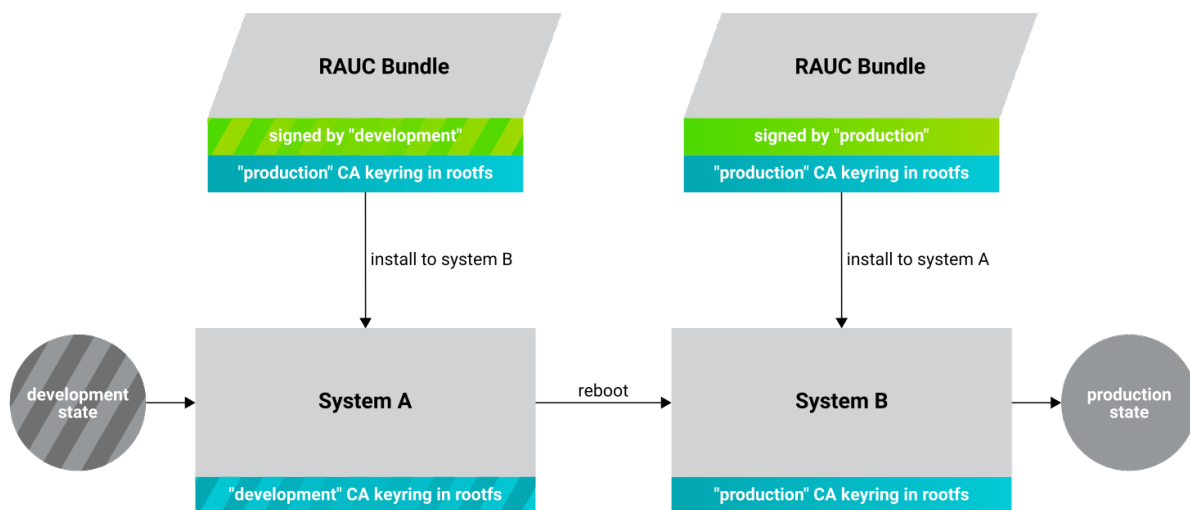 RAUC Bundle
signed by "development"
"production" CA keyring in rootfs
RAUC Bundle
signed by "production"
"production" CA keyring in rootfs
install to system B
install to system A
development
state
System A
"development" CA keyring in rootfs
reboot
System B
"production" CA keyring in rootfs
production
state